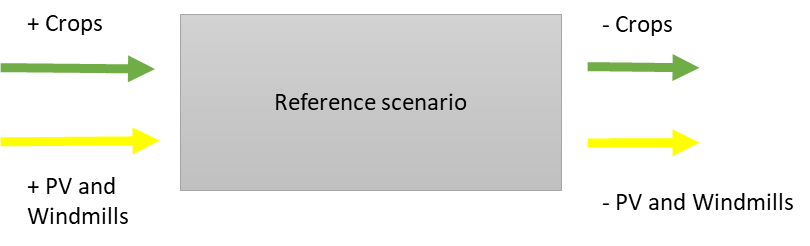 + Crops
- Crops
Reference scenario
+ PV and
Windmills
- PV and Windmills